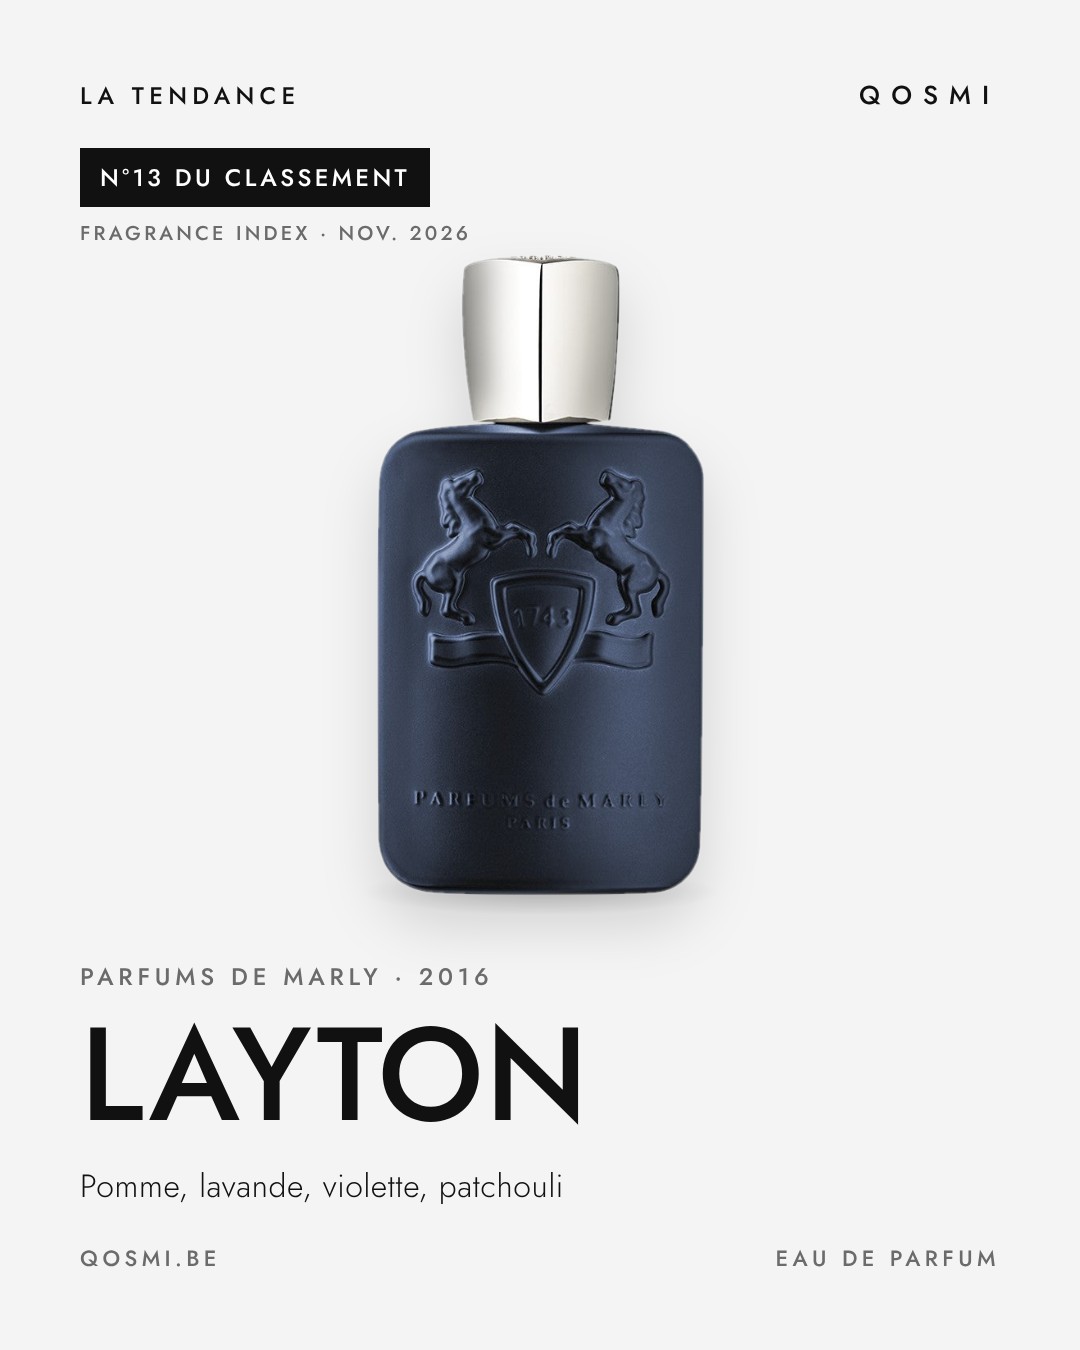 LA TENDANCE
QOSMI
N°13 DU CLASSEMENT
FRAGRANCE INDEX · NOV. 2026
1743
PARFUMS de MARLY
PARIS
PARFUMS DE MARLY · 2016
LAYTON
Pomme, lavande, violette, patchouli
QOSMI.BE
EAU DE PARFUM